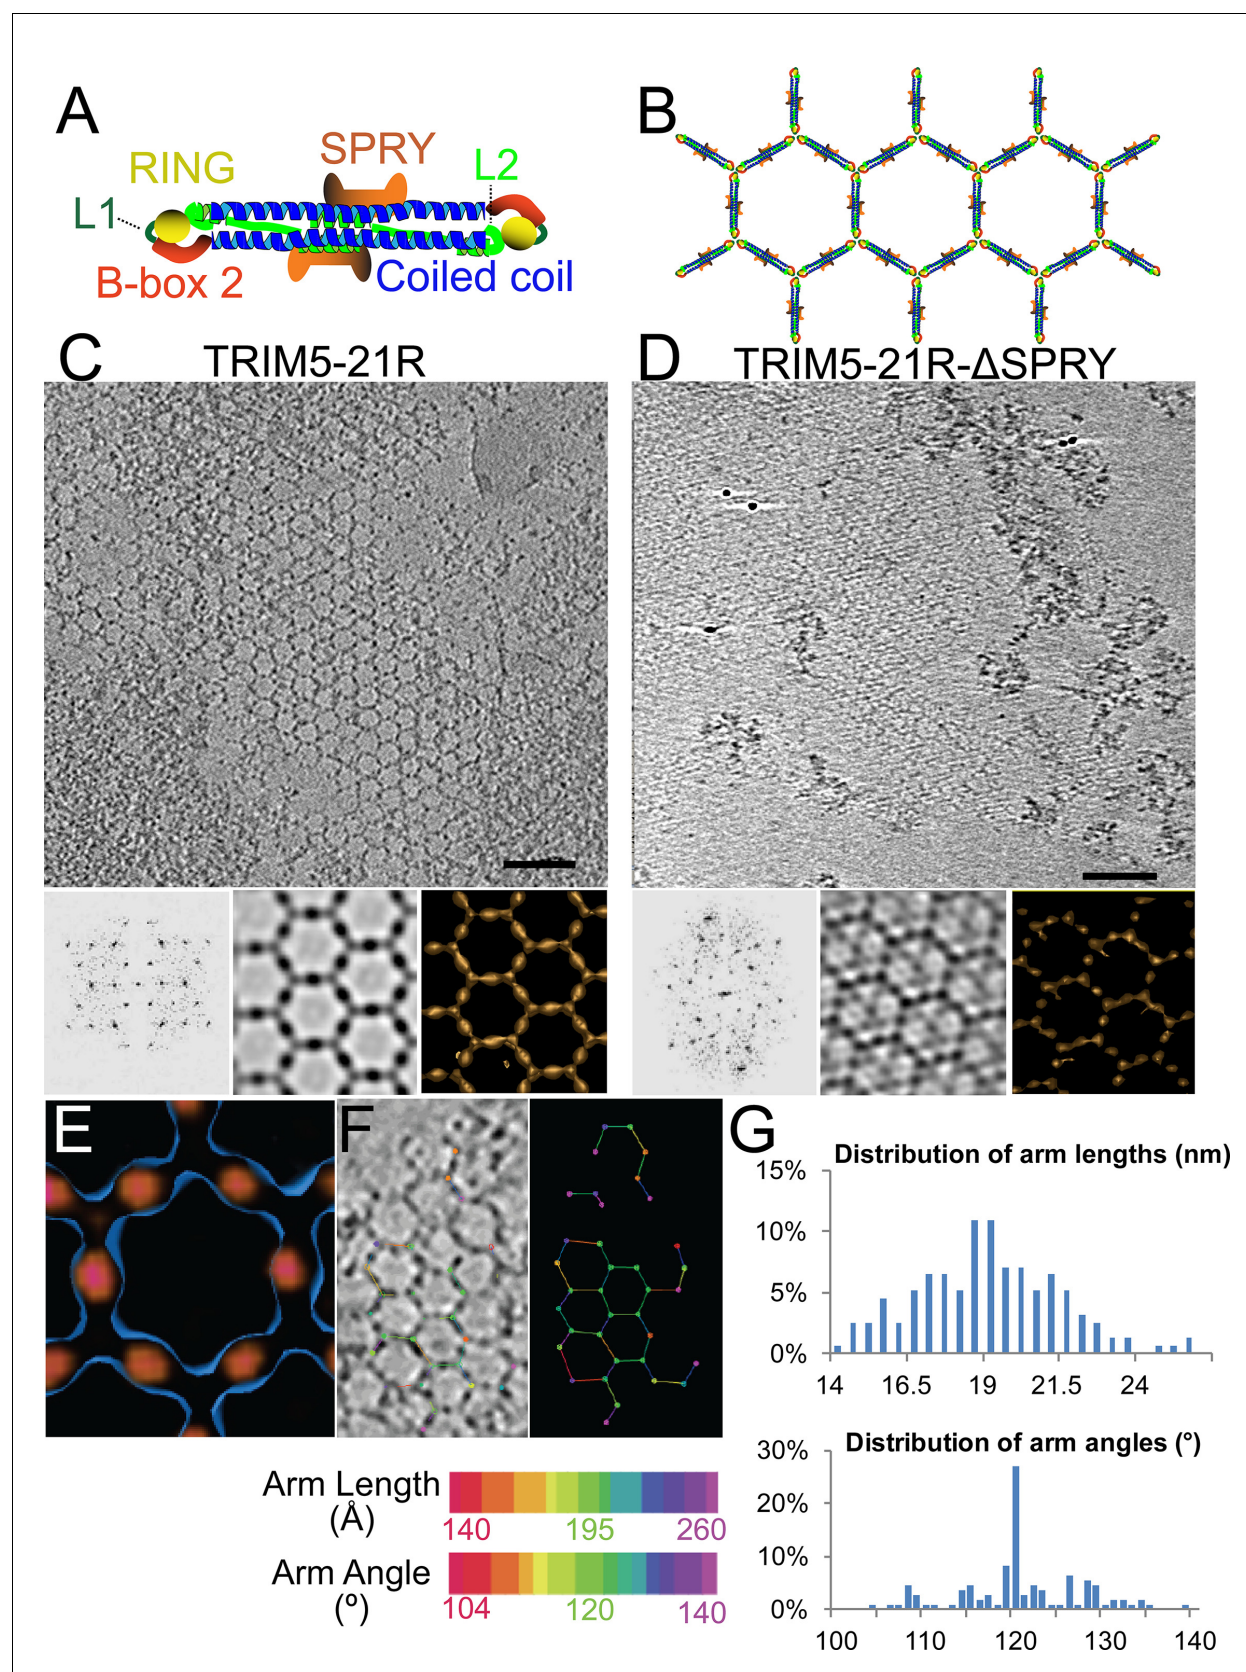 A
RING
SPRY
L2
L1
B-box 2
Coiled coil
B
C
TRIM5-21R
D
TRIM5-21R-ΔSPRY
E
F
G
Distribution of arm lengths (nm)
15%
10%
5%
0%
14 16.5 19 21.5 24
Distribution of arm angles (°)
30%
20%
10%
0%
100 110 120 130 140
Arm Length
(Å)
140 195 260
Arm Angle
(º)
104 120 140